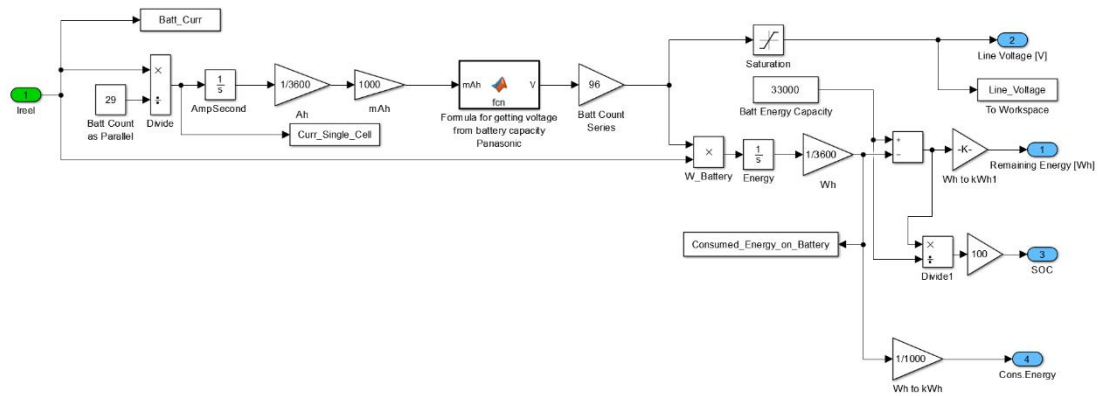 Batt_Curr
1
Ireel
29
Batt Count
as Parallel
×
÷
Divide
1
s
AmpSecond
1/3600
Ah
1000
mAh
Curr_Single_Cell
mAh
V
fcn
Formula for getting voltage
from battery capacity
Panasonic
96
Batt Count
Series
Saturation
2
Line Voltage [V]
Line_Voltage
To Workspace
33000
Batt Energy Capacity
×
W_Battery
1
s
Energy
1/3600
Wh
+
−
-K-
Wh to kWh1
1
Remaining Energy [Wh]
Consumed_Energy_on_Battery
×
÷
Divide1
100
3
SOC
1/1000
Wh to kWh
4
Cons.Energy